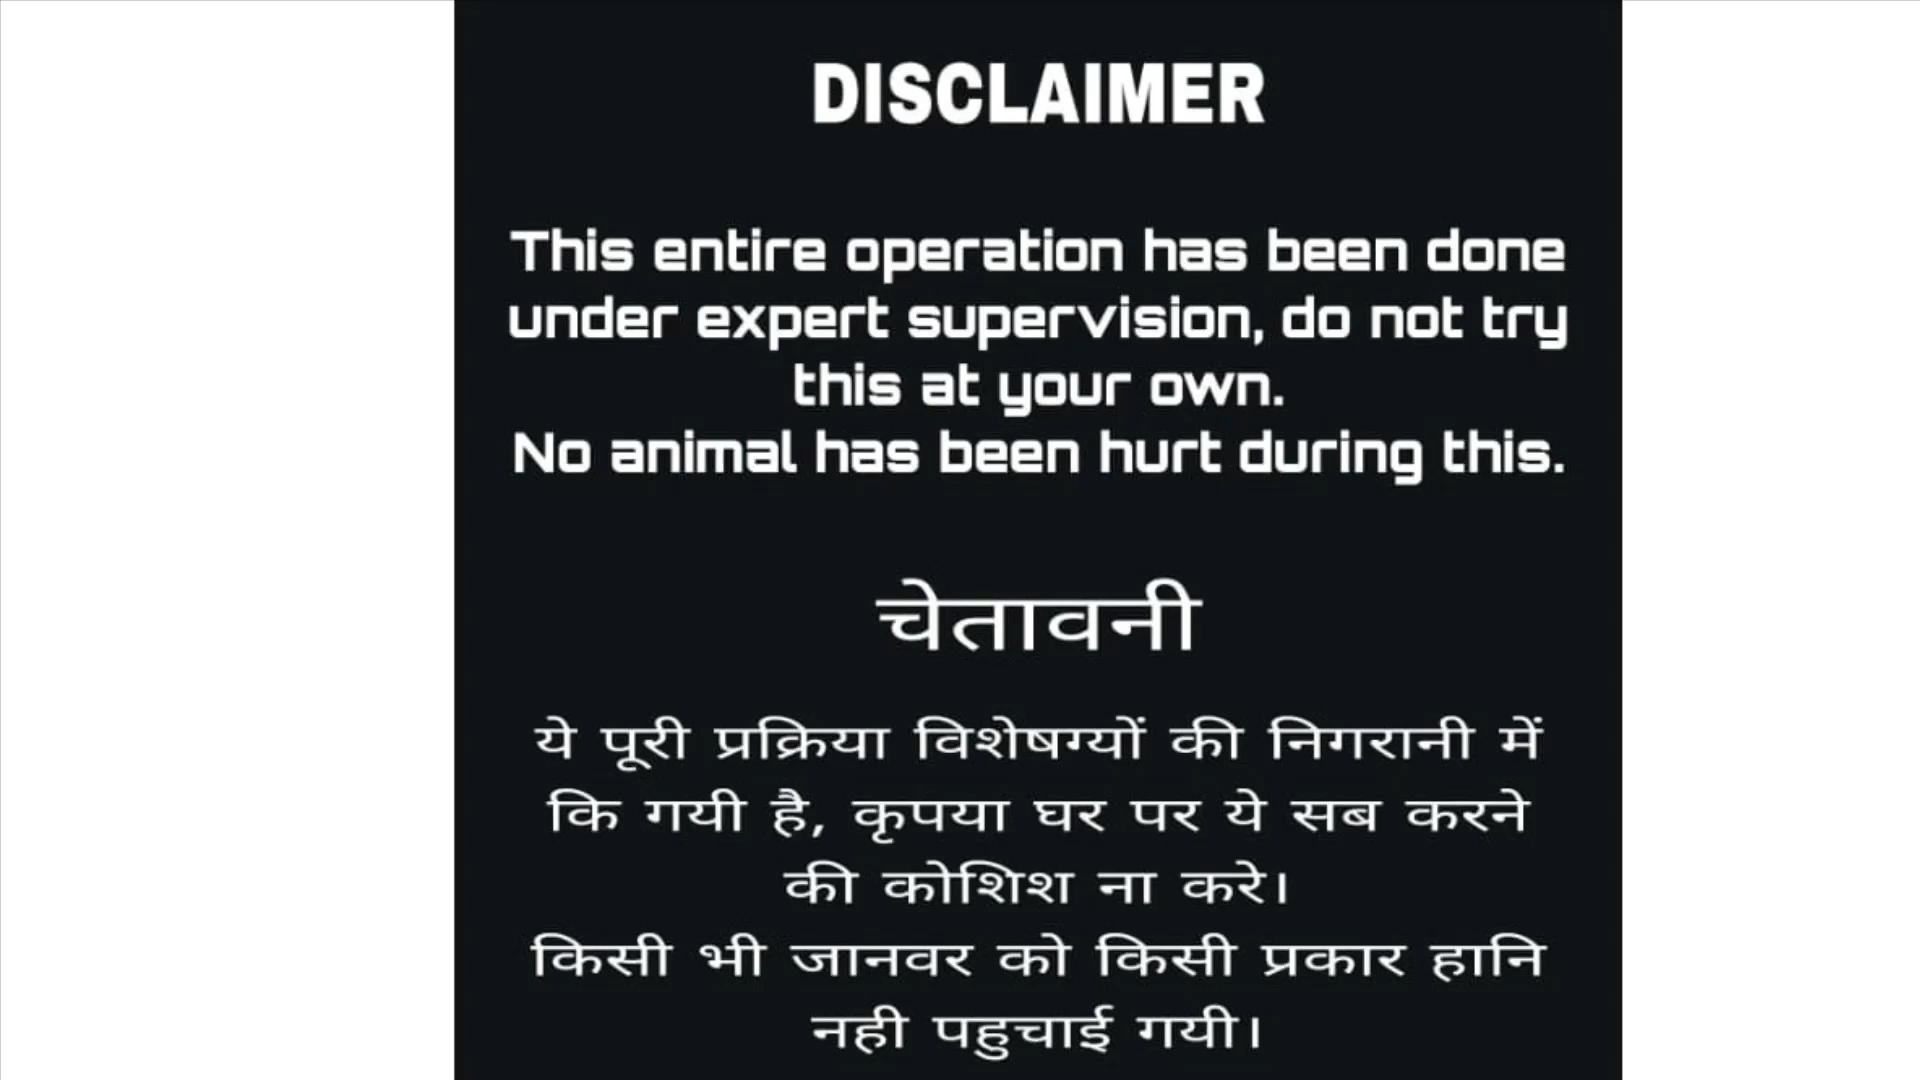 DISCLAIMER
This entire operation has been done
under expert supervision, do not try
this at your own.
No animal has been hurt during this.
चेतावनी
ये पूरी प्रक्रिया विशेषग्यों की निगरानी में
कि गयी है, कृपया घर पर ये सब करने
की कोशिश ना करे।
किसी भी जानवर को किसी प्रकार हानि
नही पहुचाई गयी।